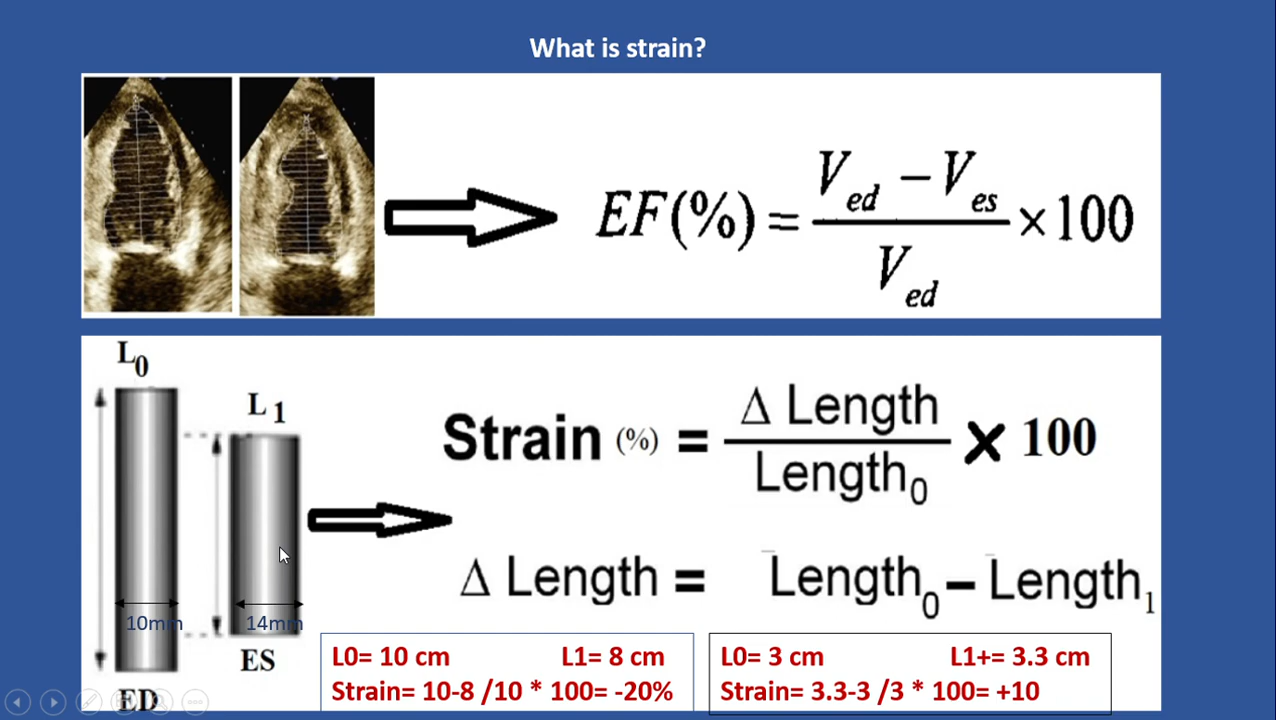 What is strain?
EF(%) = (V_ed – V_es) / V_ed × 100
L0
L 1
Strain (%) = Δ Length / Length0 × 100
Δ Length = Length0 – Length1
10mm
14mm
ES
ED
L0= 10 cm L1= 8 cm
Strain= 10-8 /10 * 100= -20%
L0= 3 cm L1+= 3.3 cm
Strain= 3.3-3 /3 * 100= +10